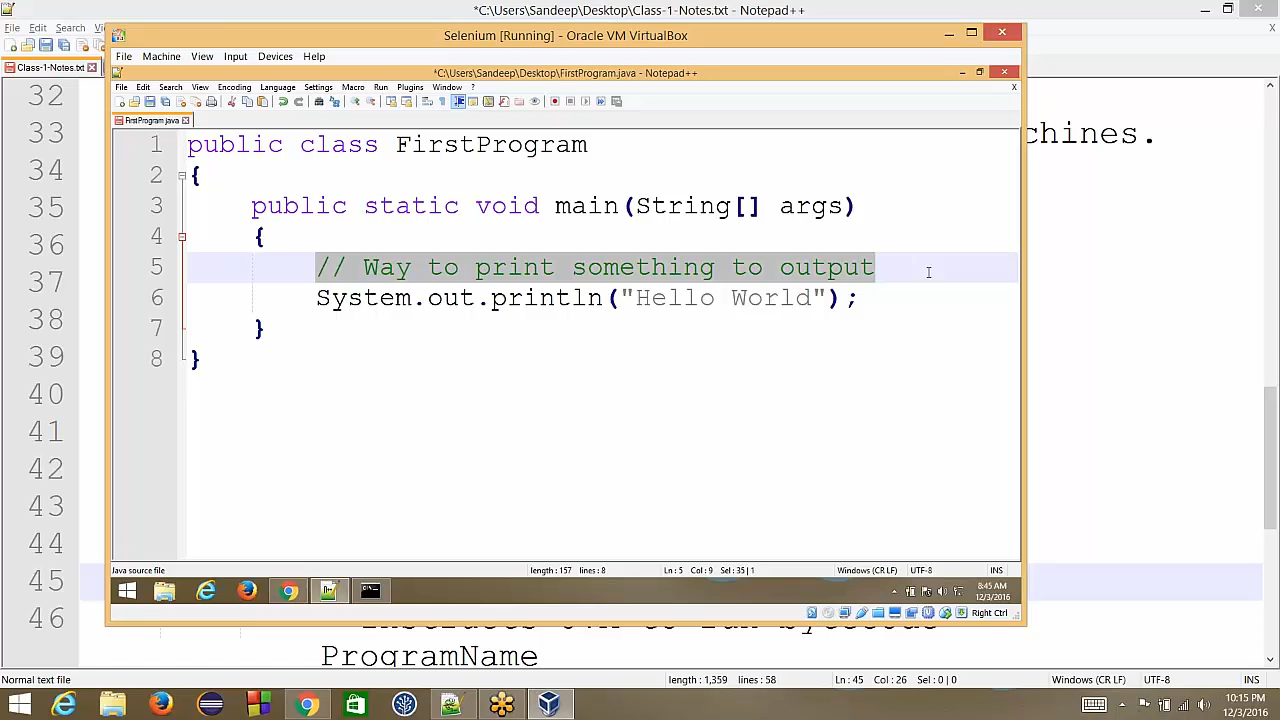 *C:\Users\Sandeep\Desktop\Class-1-Notes.txt - Notepad++
File Edit Search
Class-1-Notes.txt
Selenium [Running] - Oracle VM VirtualBox
File Machine View Input Devices Help
*C:\Users\Sandeep\Desktop\FirstProgram.java - Notepad++
File Edit Search View Encoding Language Settings Macro Run Plugins Window ?
X
X
FirstProgram.java
1 public class FirstProgram
2 {
3 public static void main(String[] args)
4 {
5 // Way to print something to output
6 System.out.println("Hello World");
7 }
8 }
32
33 chines.
34
35
36
37
38
39
40
41
42
43
44
45
46
ProgramName
Java source file length : 157 lines : 8 Ln : 5 Col : 9 Sel : 35 | 1 Windows (CR LF) UTF-8 INS
8:45 AM
12/3/2016
Right Ctrl
Normal text file length : 1,359 lines : 58 Ln : 45 Col : 26 Sel : 0 | 0 Windows (CR LF) UTF-8 INS
10:15 PM
12/3/2016